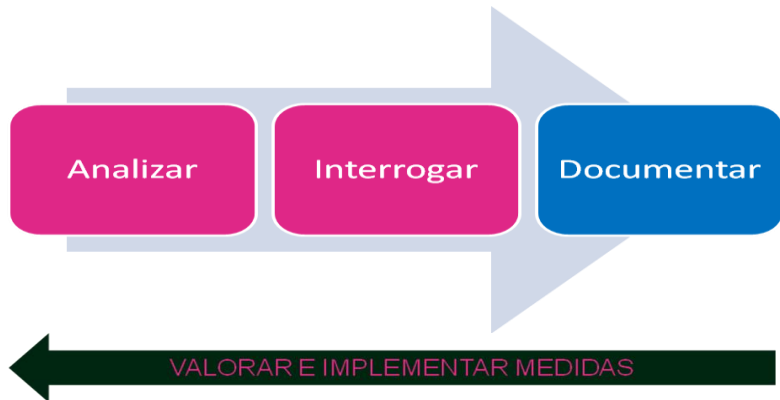 Analizar
Interrogar
Documentar
VALORAR E IMPLEMENTAR MEDIDAS